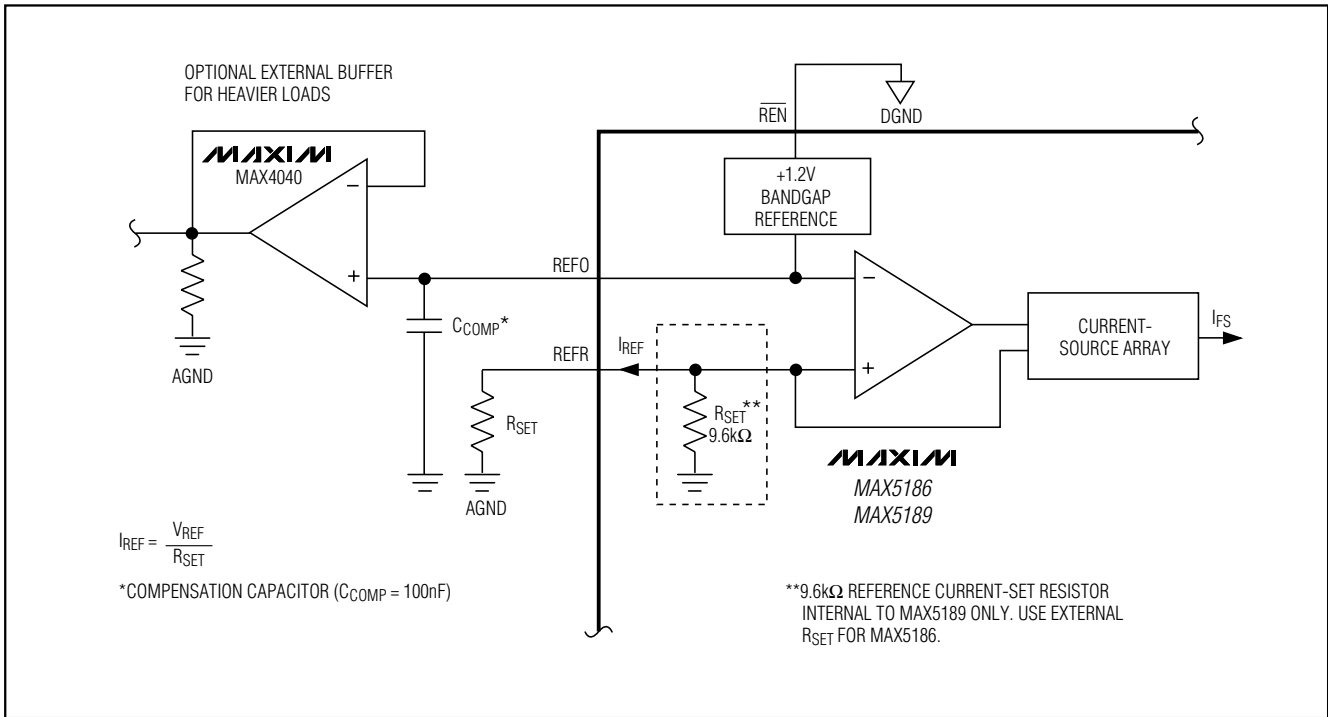 OPTIONAL EXTERNAL BUFFER
FOR HEAVIER LOADS
MAXIM
MAX4040
−
+
AGND
CCOMP*
REFO
REFR
RSET
AGND
IREF
REN
DGND
+1.2V
BANDGAP
REFERENCE
−
+
RSET**
9.6kΩ
CURRENT-
SOURCE ARRAY
IFS
MAXIM
MAX5186
MAX5189
IREF = VREF
RSET
*COMPENSATION CAPACITOR (CCOMP = 100nF)
**9.6kΩ REFERENCE CURRENT-SET RESISTOR
INTERNAL TO MAX5189 ONLY. USE EXTERNAL
RSET FOR MAX5186.